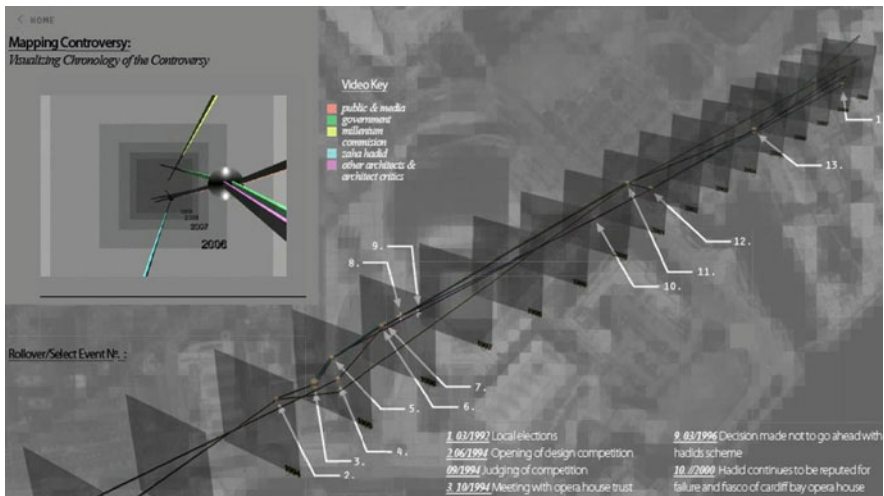 < HOME
Mapping Controversy:
Visualizing Chronology of the Controversy
2007
2006
Video Key
public & media
government
millenium
commision
zaha hadid
other architects &
architect critics
Rollover/Select Event Nº. :
1
13.
12.
11.
10.
9.
8.
7.
6.
5.
4.
3.
2.
1. 03/1992 Local elections
2.06/1994 Opening of design competition
09/1994 Judging of competition
3. 10/1994 Meeting with opera house trust
9. 03/1996 Decision made not to go ahead with
hadids scheme
10. //2000 Hadid continues to be reputed for
failure and fiasco of cardiff bay opera house